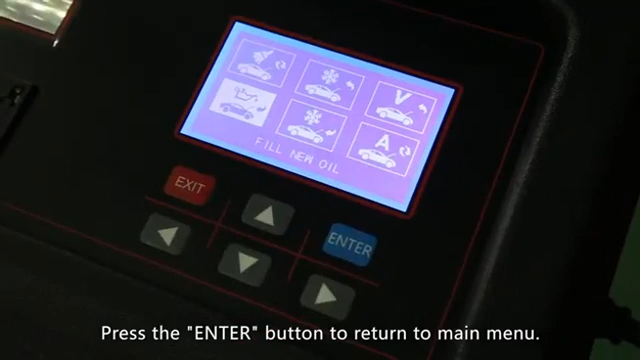 V
A
FILL NEW OIL
EXIT
ENTER
Press the "ENTER" button to return to main menu.